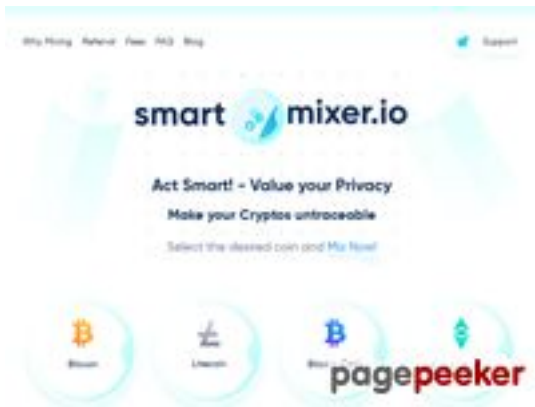 Why Mixing Referral Fees FAQ Blog Support
smart mixer.io
Act Smart! - Value your Privacy
Make your Cryptos untraceable
Select the desired coin and Mix Now!
Bitcoin Litecoin
pagepeeker